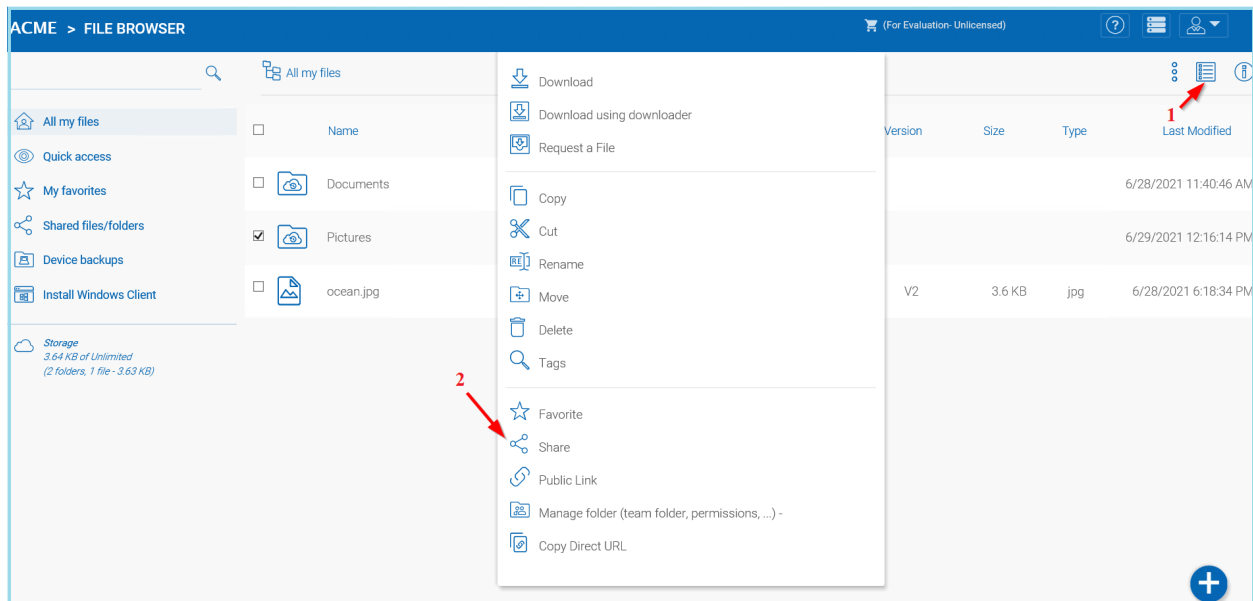 ACME > FILE BROWSER
(For Evaluation- Unlicensed)
All my files
1
All my files
Quick access
My favorites
Shared files/folders
Device backups
Install Windows Client
Storage
3.64 KB of Unlimited
(2 folders, 1 file - 3.63 KB)
Name
Version
Size
Type
Last Modified
Documents
6/28/2021 11:40:46 AM
Pictures
6/29/2021 12:16:14 PM
ocean.jpg
V2
3.6 KB
jpg
6/28/2021 6:18:34 PM
Download
Download using downloader
Request a File
Copy
Cut
Rename
Move
Delete
Tags
2
Favorite
Share
Public Link
Manage folder (team folder, permissions, ...) -
Copy Direct URL